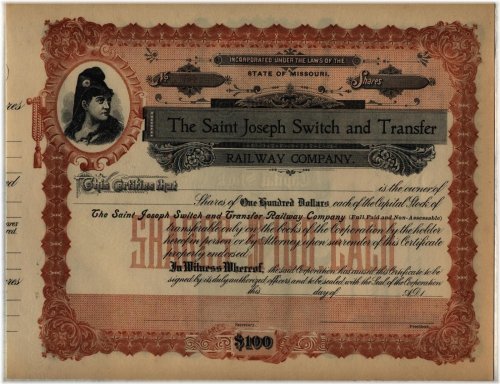 INCORPORATED UNDER THE LAWS OF THE
STATE OF MISSOURI.
No
Shares
The Saint Joseph Switch and Transfer
RAILWAY COMPANY.
This Certifies that
is the owner of
Shares of One Hundred Dollars each of the Capital Stock of
The Saint Joseph Switch and Transfer Railway Company (Full Paid and Non-Assessable)
transferable only on the books of the Corporation by the holder
hereof in person or by Attorney upon surrender of this Certificate
properly endorsed.
In Witness Whereof, the said Corporation has caused this Certificate to be
signed by its duly authorized officers and to be sealed with the Seal of the Corporation
this day of A.D. 1
Secretary.
President.
$100